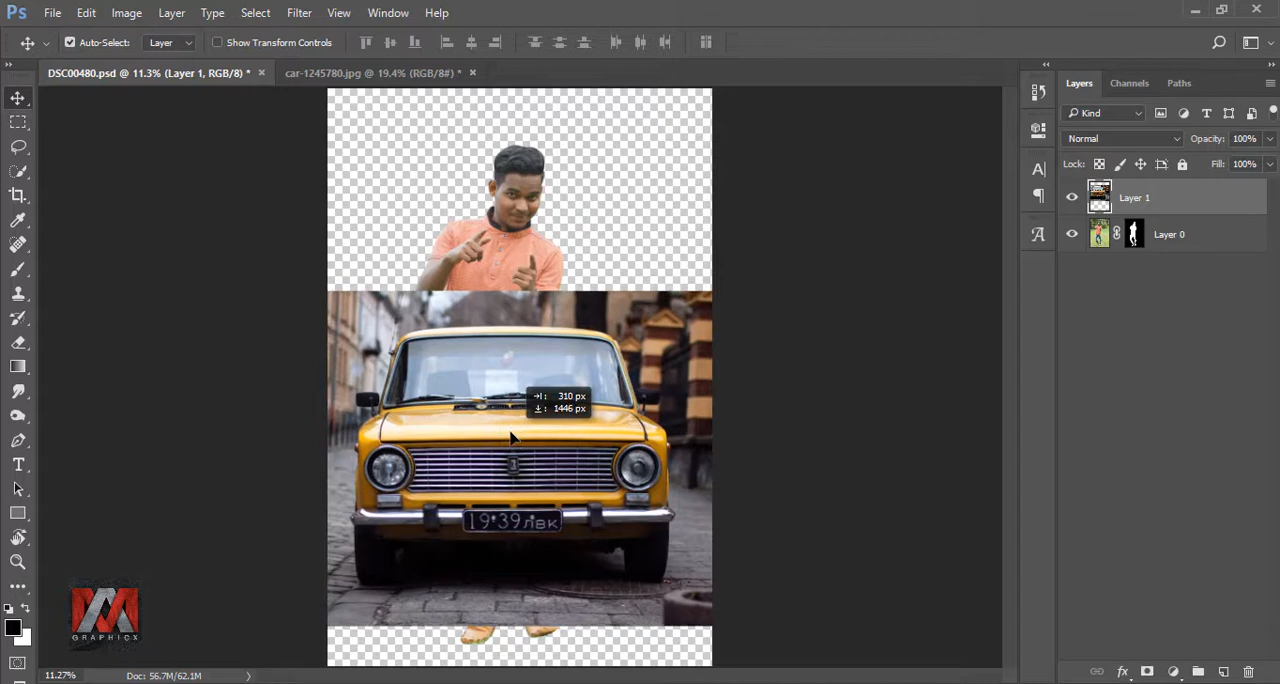 Ps File Edit Image Layer Type Select Filter View Window Help
Auto-Select: Layer Show Transform Controls
DSC00480.psd @ 11.3% (Layer 1, RGB/8) * × car-1245780.jpg @ 19.4% (RGB/8#) * ×
Layers Channels Paths
Kind
Normal Opacity: 100%
Lock: Fill: 100%
Layer 1
Layer 0
310 px
1446 px
19*39ЛВК
GRAPHICX
11.27% Doc: 56.7M/62.1M